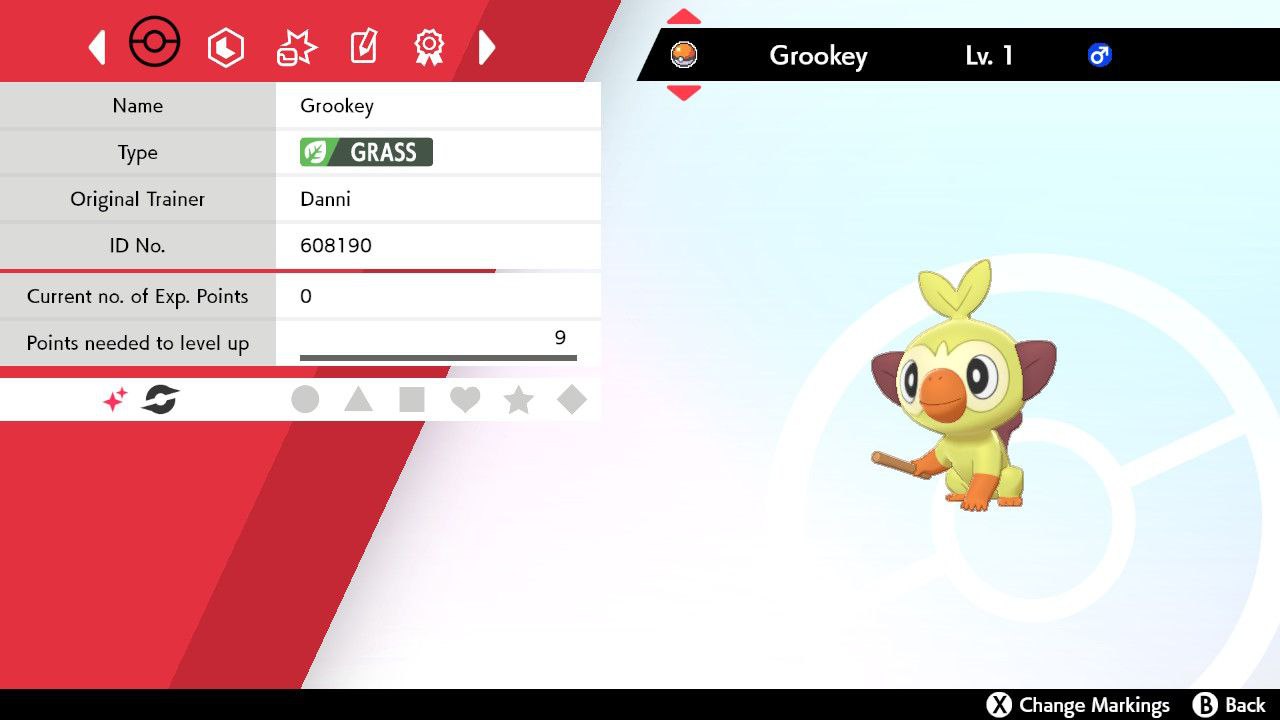 Grookey Lv. 1
Name Grookey
Type GRASS
Original Trainer Danni
ID No. 608190
Current no. of Exp. Points 0
Points needed to level up 9
X Change Markings B Back